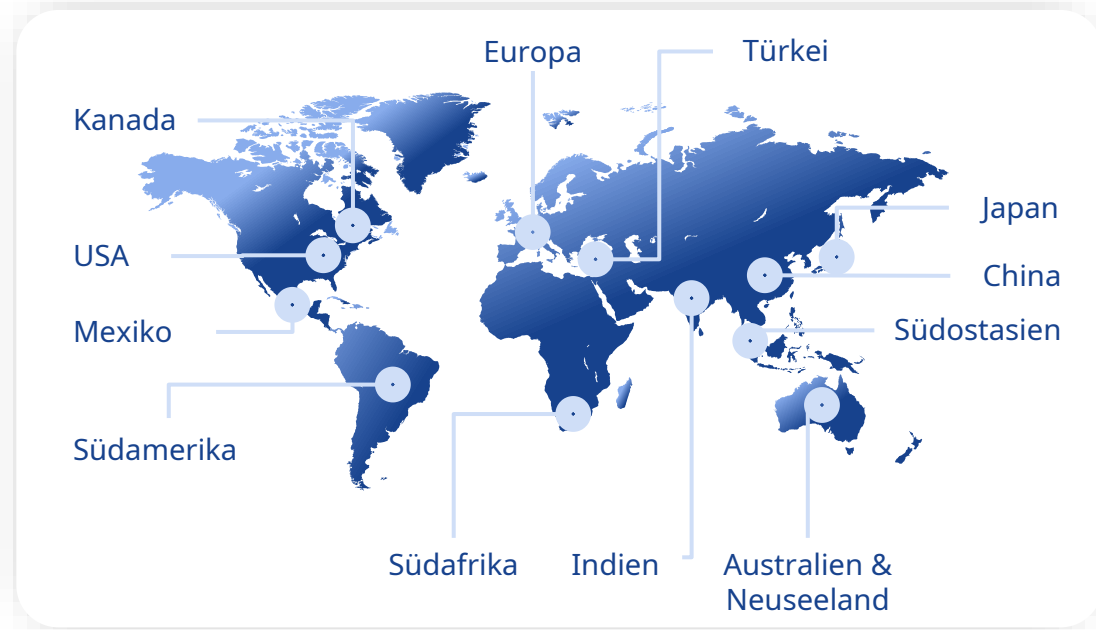 Europa
Türkei
Kanada
Japan
USA
China
Mexiko
Südostasien
Südamerika
Südafrika
Indien
Australien &
Neuseeland